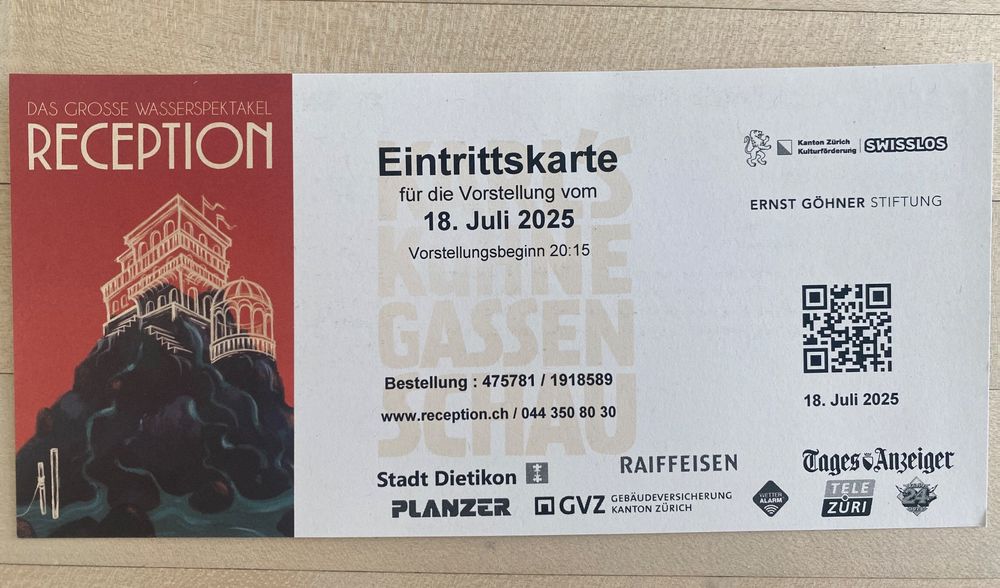 DAS GROSSE WASSERSPEKTAKEL
RECEPTION
KARL'S
KÜHNE
GASSEN
SCHAU
Eintrittskarte
für die Vorstellung vom
18. Juli 2025
Vorstellungsbeginn 20:15
Bestellung : 475781 / 1918589
www.reception.ch / 044 350 80 30
Kanton Zürich
Kulturförderung
SWISSLOS
ERNST GÖHNER STIFTUNG
18. Juli 2025
Stadt Dietikon
RAIFFEISEN
Tages Anzeiger
PLANZER
GVZ GEBÄUDEVERSICHERUNG
KANTON ZÜRICH
WETTER
ALARM
TELE
ZÜRI
24